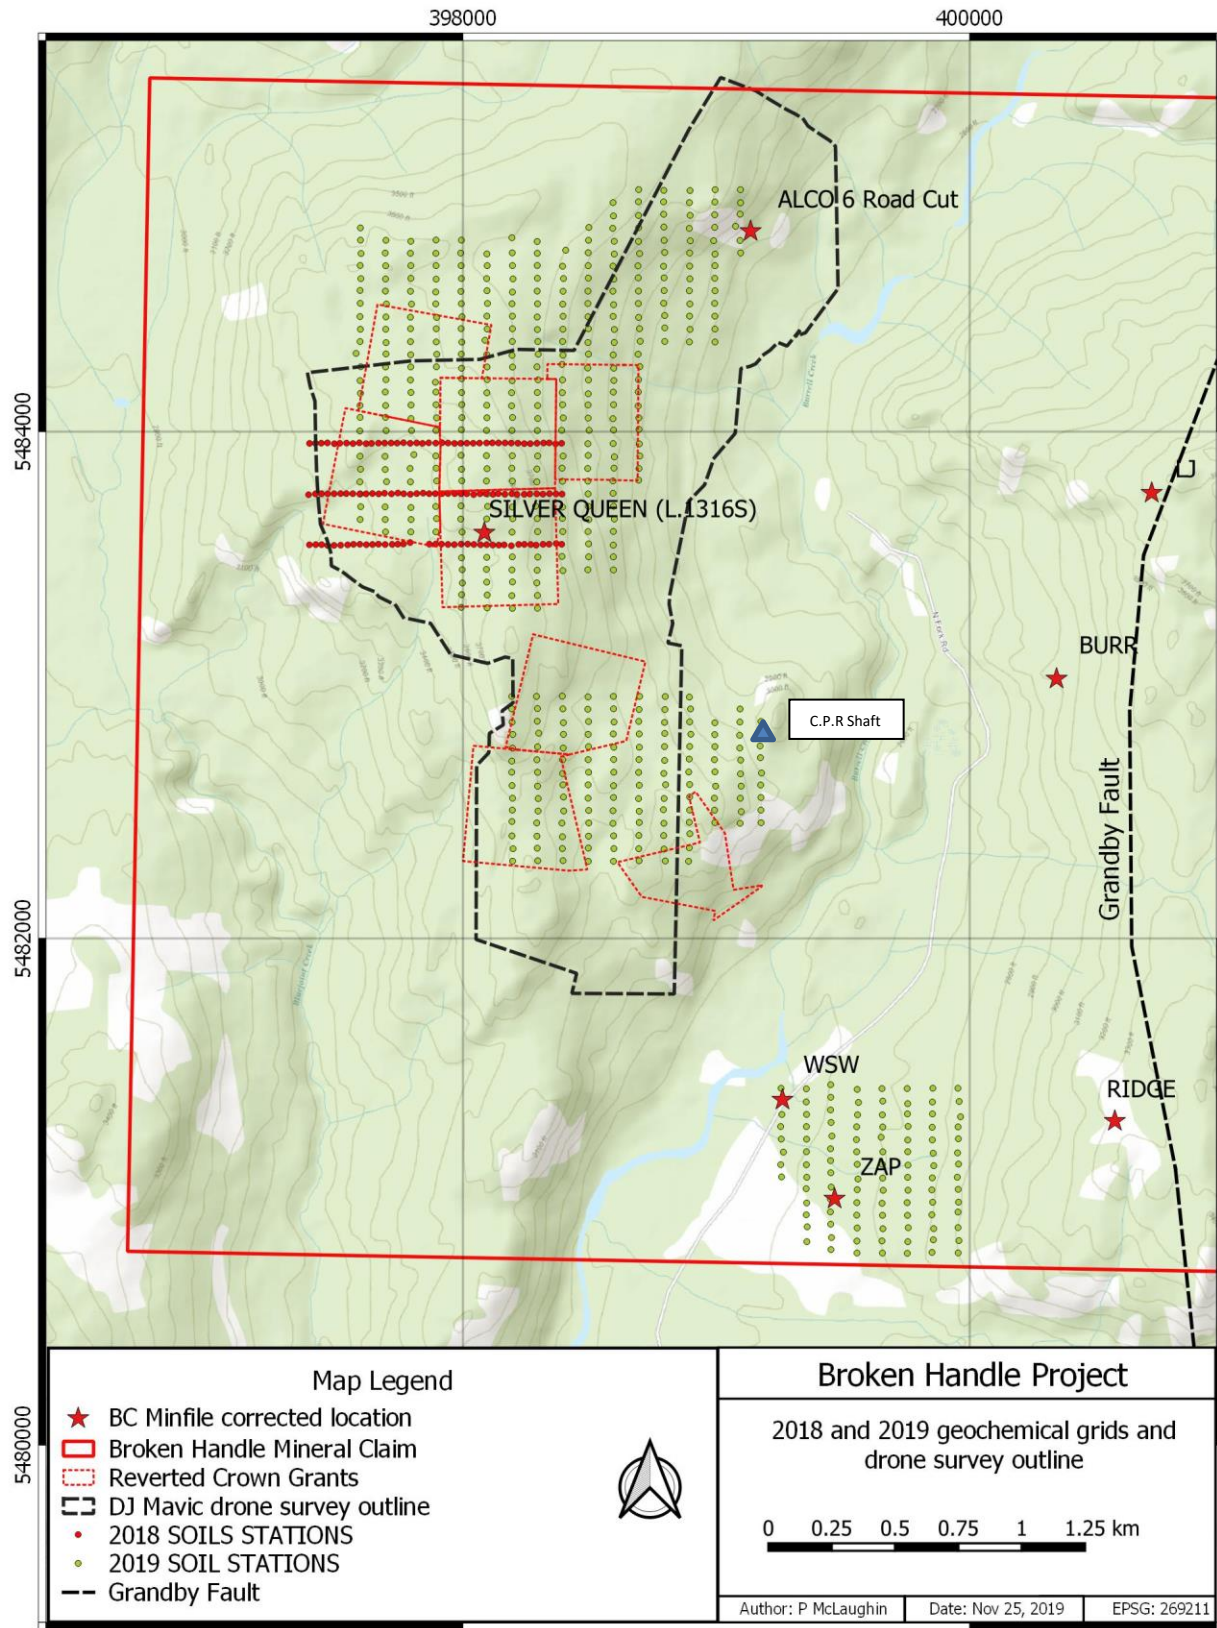 398000
400000
ALCO 6 Road Cut
Burrell Creek
5484000
LJ
SILVER QUEEN (L.1316S)
N Fork Rd
BURR
C.P.R Shaft
Grandby Fault
5482000
WSW
RIDGE
ZAP
Map Legend
BC Minfile corrected location
Broken Handle Mineral Claim
Reverted Crown Grants
DJ Mavic drone survey outline
2018 SOILS STATIONS
2019 SOIL STATIONS
Grandby Fault
5480000
Broken Handle Project
2018 and 2019 geochemical grids and
drone survey outline
0 0.25 0.5 0.75 1 1.25 km
Author: P McLaughin
Date: Nov 25, 2019
EPSG: 269211